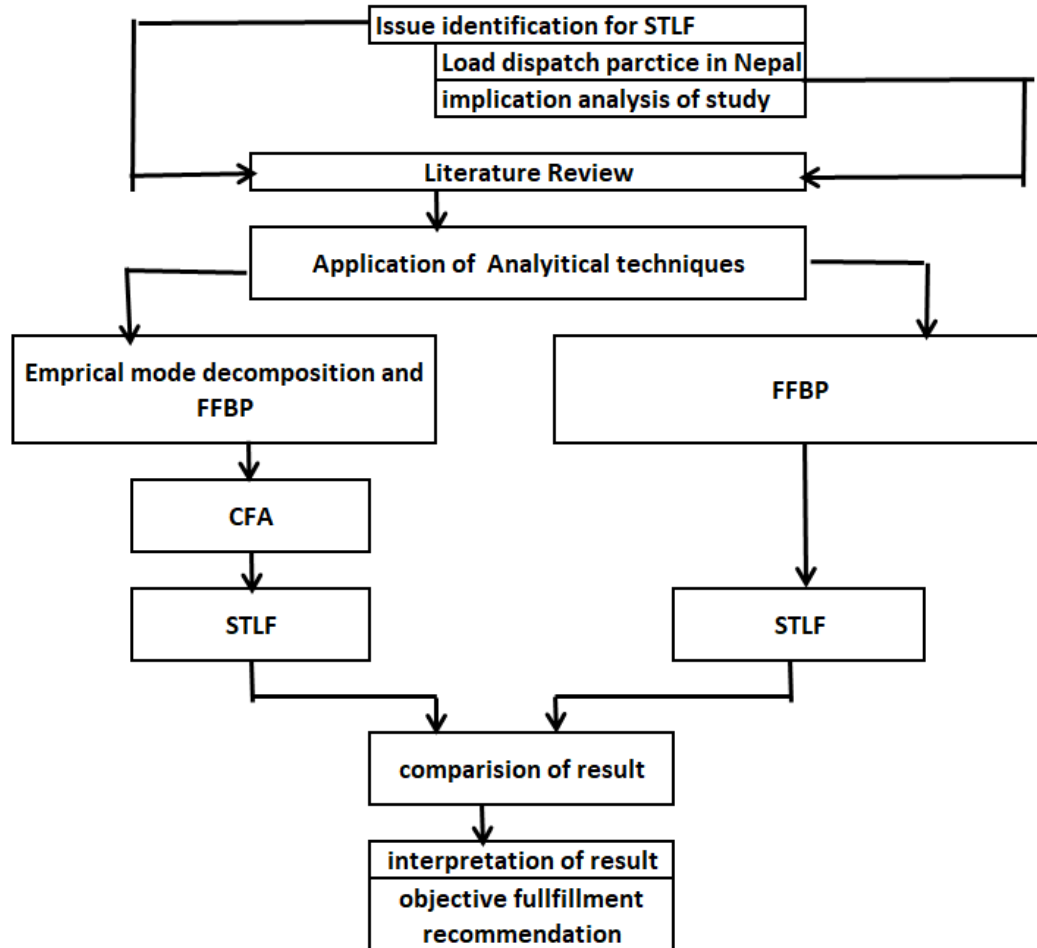 Issue identification for STLF
Load dispatch parctice in Nepal
implication analysis of study
Literature Review
Application of Analyitical techniques
Emprical mode decomposition and
FFBP
FFBP
CFA
STLF
STLF
comparision of result
interpretation of result
objective fullfillment
recommendation